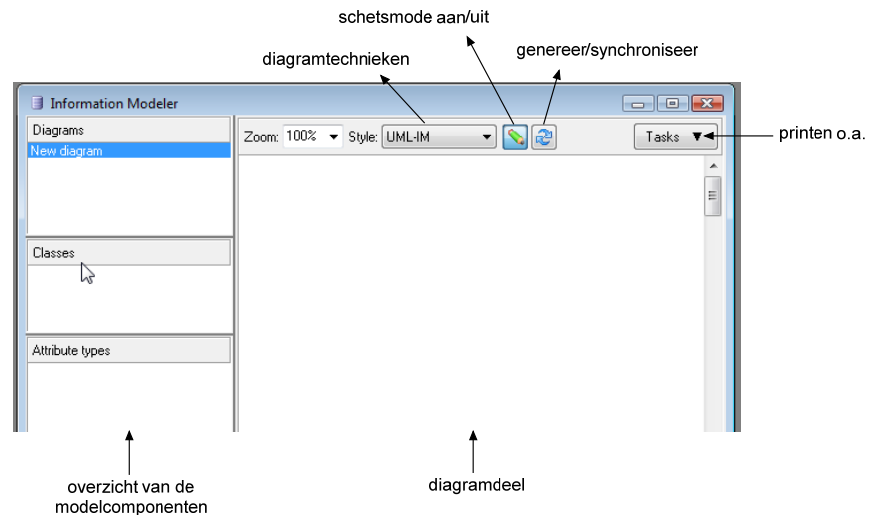 schetsmode aan/uit
genereer/synchroniseer
diagramtechnieken
Information Modeler
Diagrams
New diagram
Zoom: 100% Style: UML-IM Tasks
printen o.a.
Classes
Attribute types
overzicht van de
modelcomponenten
diagramdeel